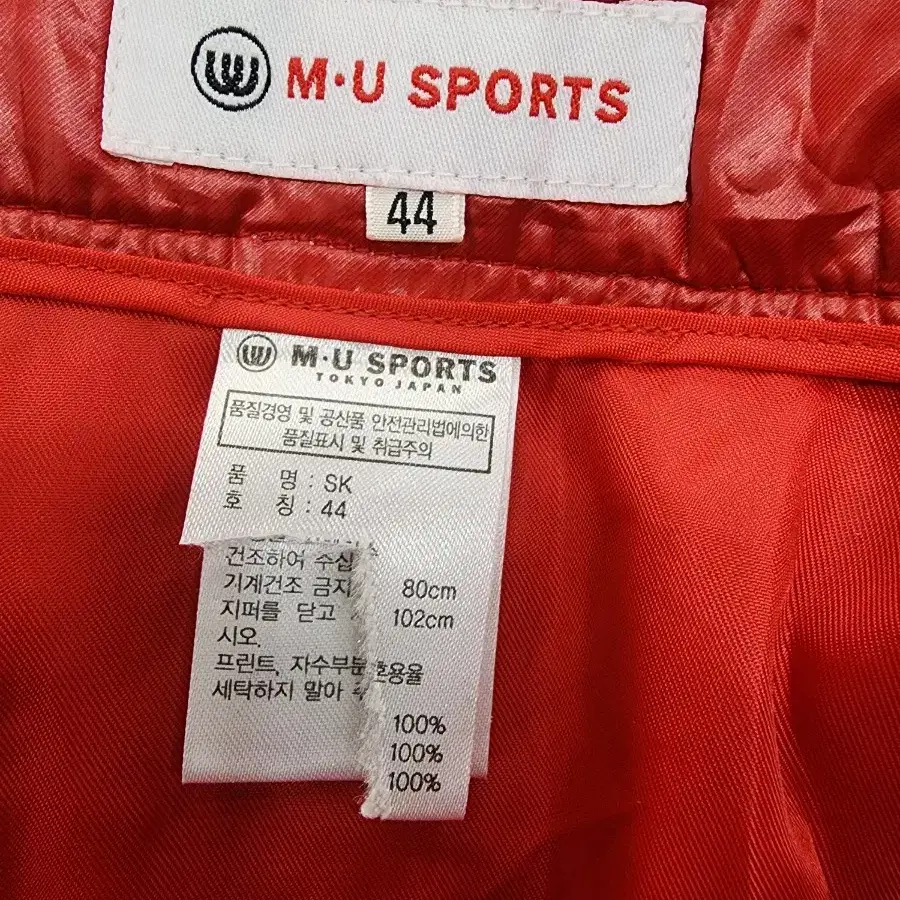 M·U SPORTS
44
M·U SPORTS
TOKYO JAPAN
품질경영 및 공산품 안전관리법에의한
품질표시 및 취급주의
품 명 : SK
호 칭 : 44
건조하여 수십
기계건조 금지 80cm
지퍼를 닫고 102cm
시오.
프린트, 자수부분 혼용율
세탁하지 말아
100%
100%
100%